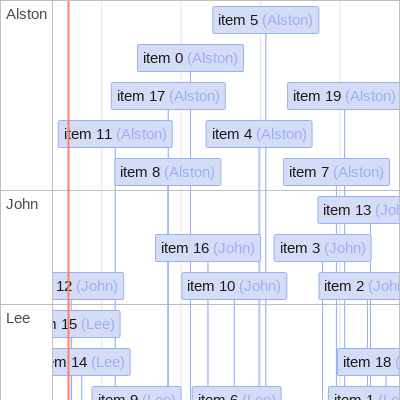 Alston
item 5 (Alston)
item 0 (Alston)
item 17 (Alston)
item 19 (Alston)
item 11 (Alston)
item 4 (Alston)
item 8 (Alston)
item 7 (Alston)
John
item 13 (Joh
item 16 (John)
item 3 (John)
12 (John)
item 10 (John)
item 2 (John)
Lee
15 (Lee)
14 (Lee)
item 18 (
item 9 (Lee)
item 6 (Lee)
item 1 (Le